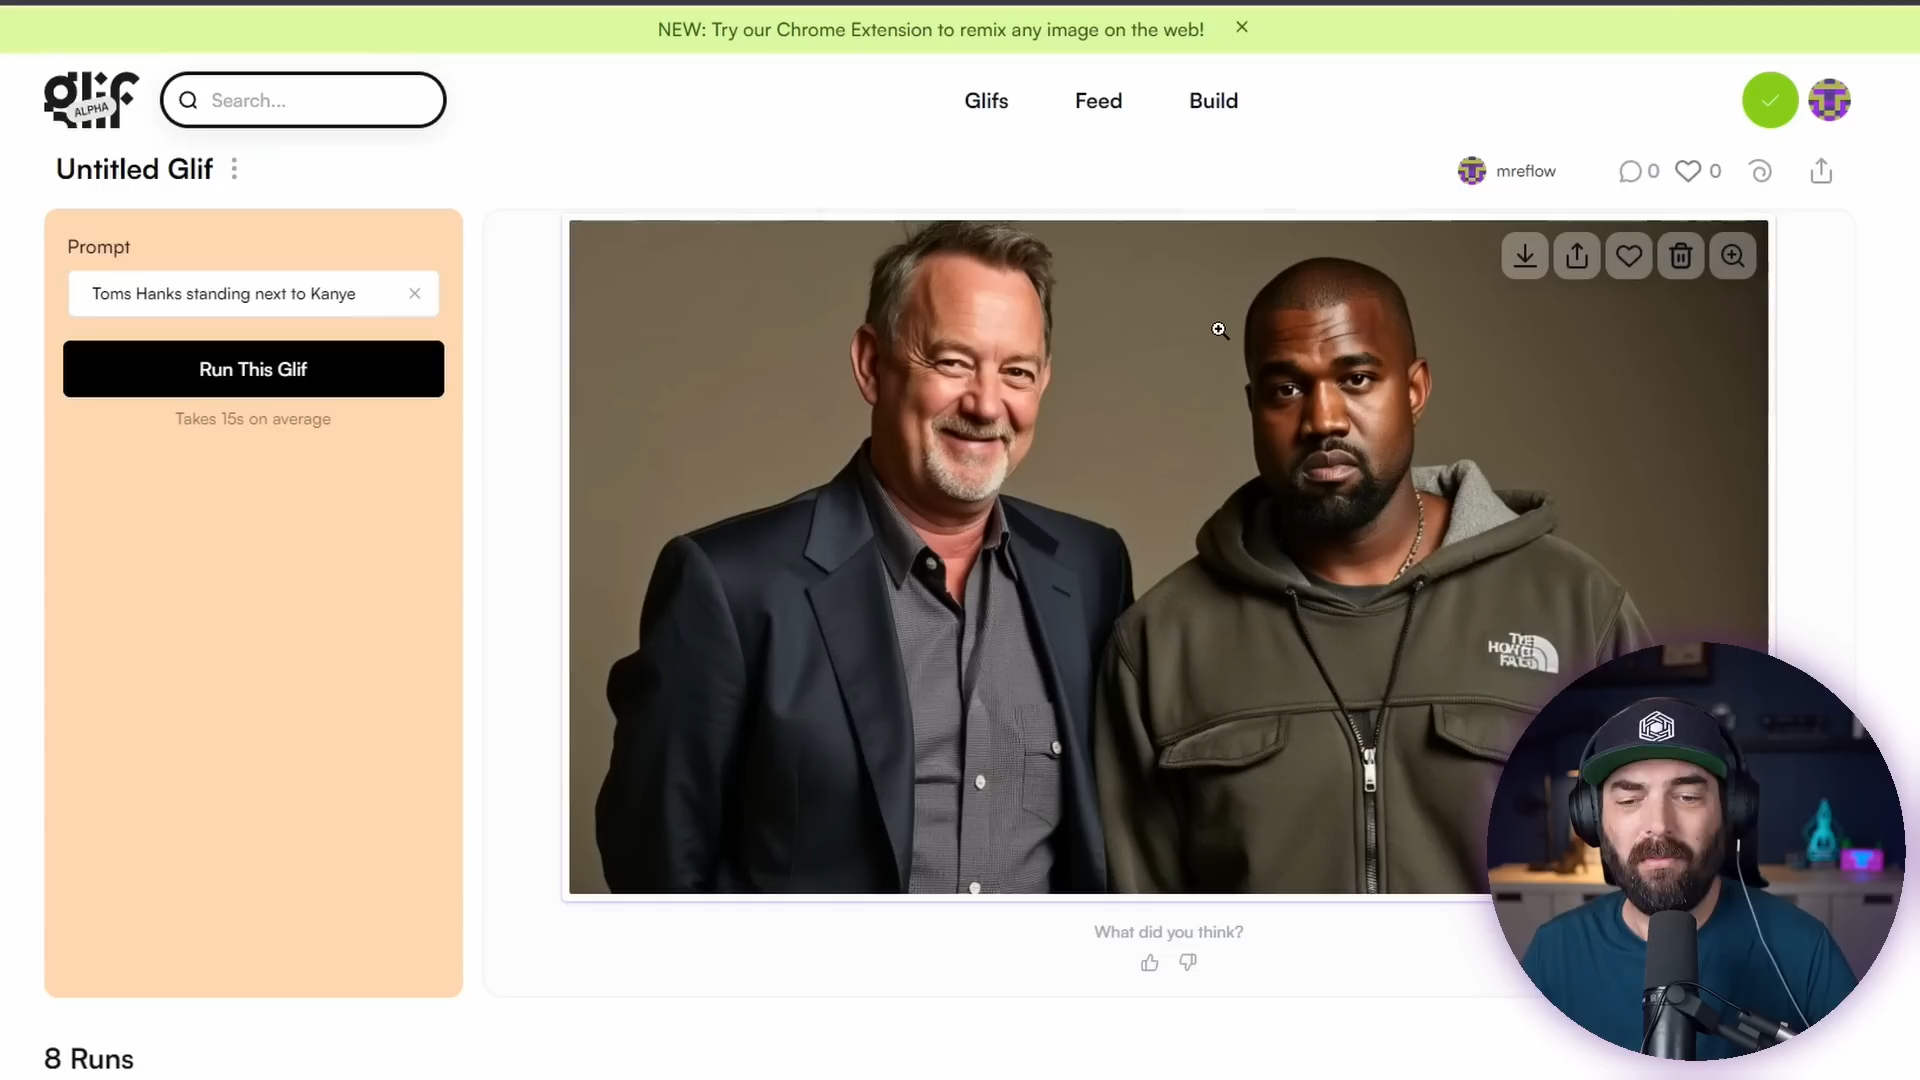 NEW: Try our Chrome Extension to remix any image on the web!
glif
ALPHA
Search...
Glifs
Feed
Build
Untitled Glif
mreflow
0
0
Prompt
Toms Hanks standing next to Kanye
Run This Glif
Takes 15s on average
THE
What did you think?
8 Runs